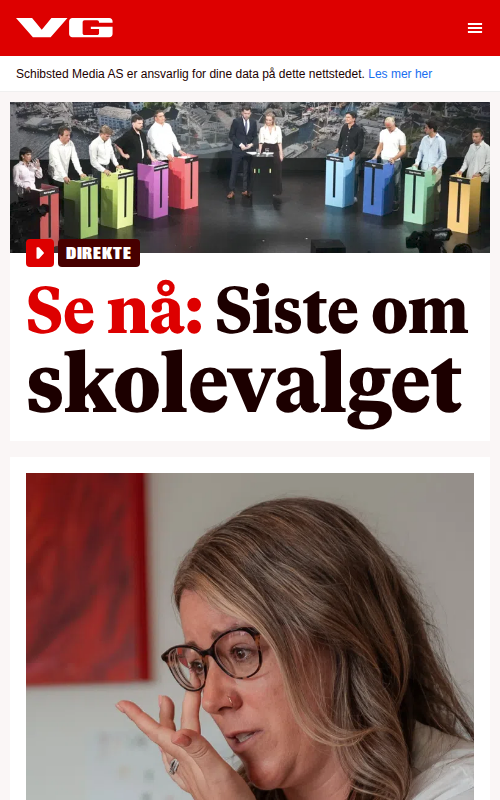 VG
Schibsted Media AS er ansvarlig for dine data på dette nettstedet. Les mer her
DIREKTE
Se nå: Siste om
skolevalget